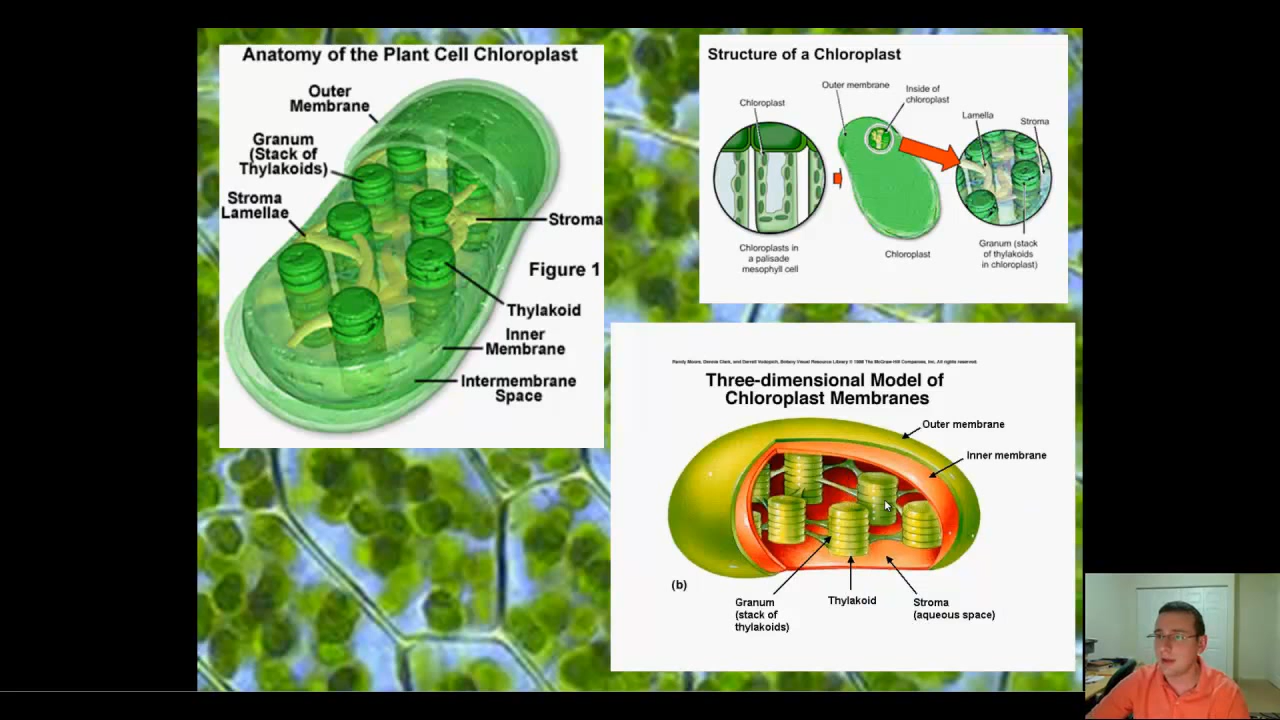 Anatomy of the Plant Cell Chloroplast
Outer
Membrane
Granum
(Stack of
Thylakoids)
Stroma
Lamellae
Stroma
Figure 1
Thylakoid
Inner
Membrane
Intermembrane
Space
Structure of a Chloroplast
Outer membrane
Inside of
chloroplast
Chloroplast
Lamella
Stroma
Chloroplasts in
a palisade
mesophyll cell
Chloroplast
Granum (stack
of thylakoids
in chloroplast)
Randy Moore, Dennis Clark, and Darrell Vodopich, Botany Visual Resource Library © 1998 The McGraw-Hill Companies, Inc. All rights reserved.
Three-dimensional Model of
Chloroplast Membranes
Outer membrane
Inner membrane
(b)
Granum
(stack of
thylakoids)
Thylakoid
Stroma
(aqueous space)